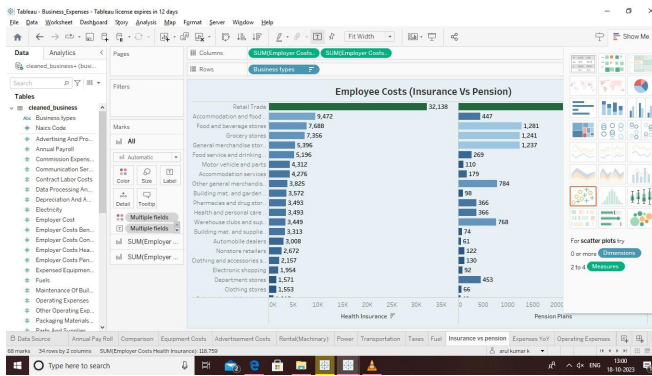 Tableau - Business_Expenses - Tableau license expires in 12 days
File Data Worksheet Dashboard Story Analysis Map Format Server Window Help
Fit Width
Show Me
Data Analytics
cleaned_business+ (busi...
Search
Tables
cleaned_business
Abc Business types
Naics Code
Advertising And Pro...
Annual Payroll
Commission Expens...
Communication Ser...
Contract Labor Costs
Data Processing An...
Depreciation And A...
Electricity
Employer Cost
Employer Costs Ben...
Employer Costs Con...
Employer Costs Hea...
Employer Costs Pen...
Expensed Equipmen...
Fuels
Maintenance Of Buil...
Operating Expenses
Other Operating Exp...
Packaging Materials ...
Parts And Supplies
Pages
Filters
Marks
All
Automatic
Color Size Label
Detail Tooltip
Multiple fields
Multiple fields
SUM(Employer ...
SUM(Employer ...
Columns SUM(Employer Costs.. SUM(Employer Costs..
Rows Business types
Employee Costs (Insurance Vs Pension)
Retail Trade 32,138
Accommodation and food .. 9,472 447
Food and beverage stores 7,688 1,281
Grocery stores 7,356 1,241
General merchandise stor.. 5,396 1,237
Food service and drinking.. 5,196 269
Motor vehicle and parts 4,312 110
Accommodation services 4,276 179
Other general merchandis.. 3,825 784
Building mat. and garden.. 3,572 98
Pharmacies and drug stor.. 3,493 366
Health and personal care .. 3,493 366
Warehouse clubs and sup.. 3,449 768
Building mat. and supplie.. 3,313 74
Automobile dealers 3,008 61
Nonstore retailers 2,672 122
Clothing and accessories s.. 2,157 130
Electronic shopping 1,954 92
Department stores 1,571 453
Clothing stores 1,553 66
0K 5K 10K 15K 20K 25K 30K 35K 0 500 1000 1500 2000
Health Insurance Pension Plans
For scatter plots try
0 or more Dimensions
2 to 4 Measures
Data Source Annual Pay Roll Comparison Equipment Costs Advertisement Costs Rental(Machinary) Power Transportation Taxes Fuel Insurance vs pension Expenses YoY Operating Expenses
68 marks 34 rows by 2 columns SUM(Employer Costs Health Insurance): 118,759
arul kumar k
Type here to search
ENG
13:00
18-10-2023